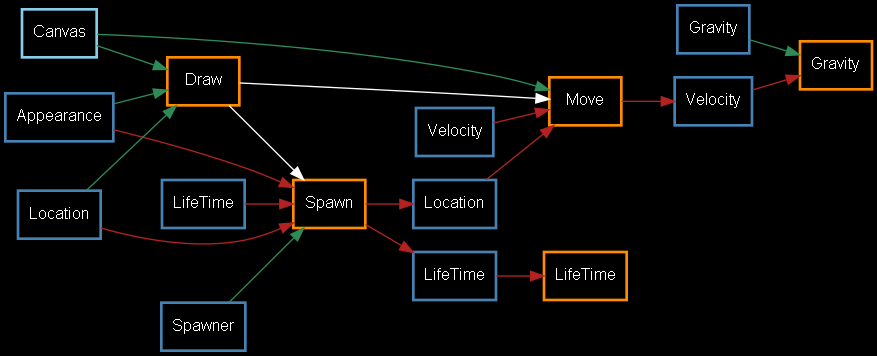 Canvas
Gravity
Gravity
Draw
Appearance
Move
Velocity
Velocity
LifeTime
Spawn
Location
Location
LifeTime
LifeTime
Spawner